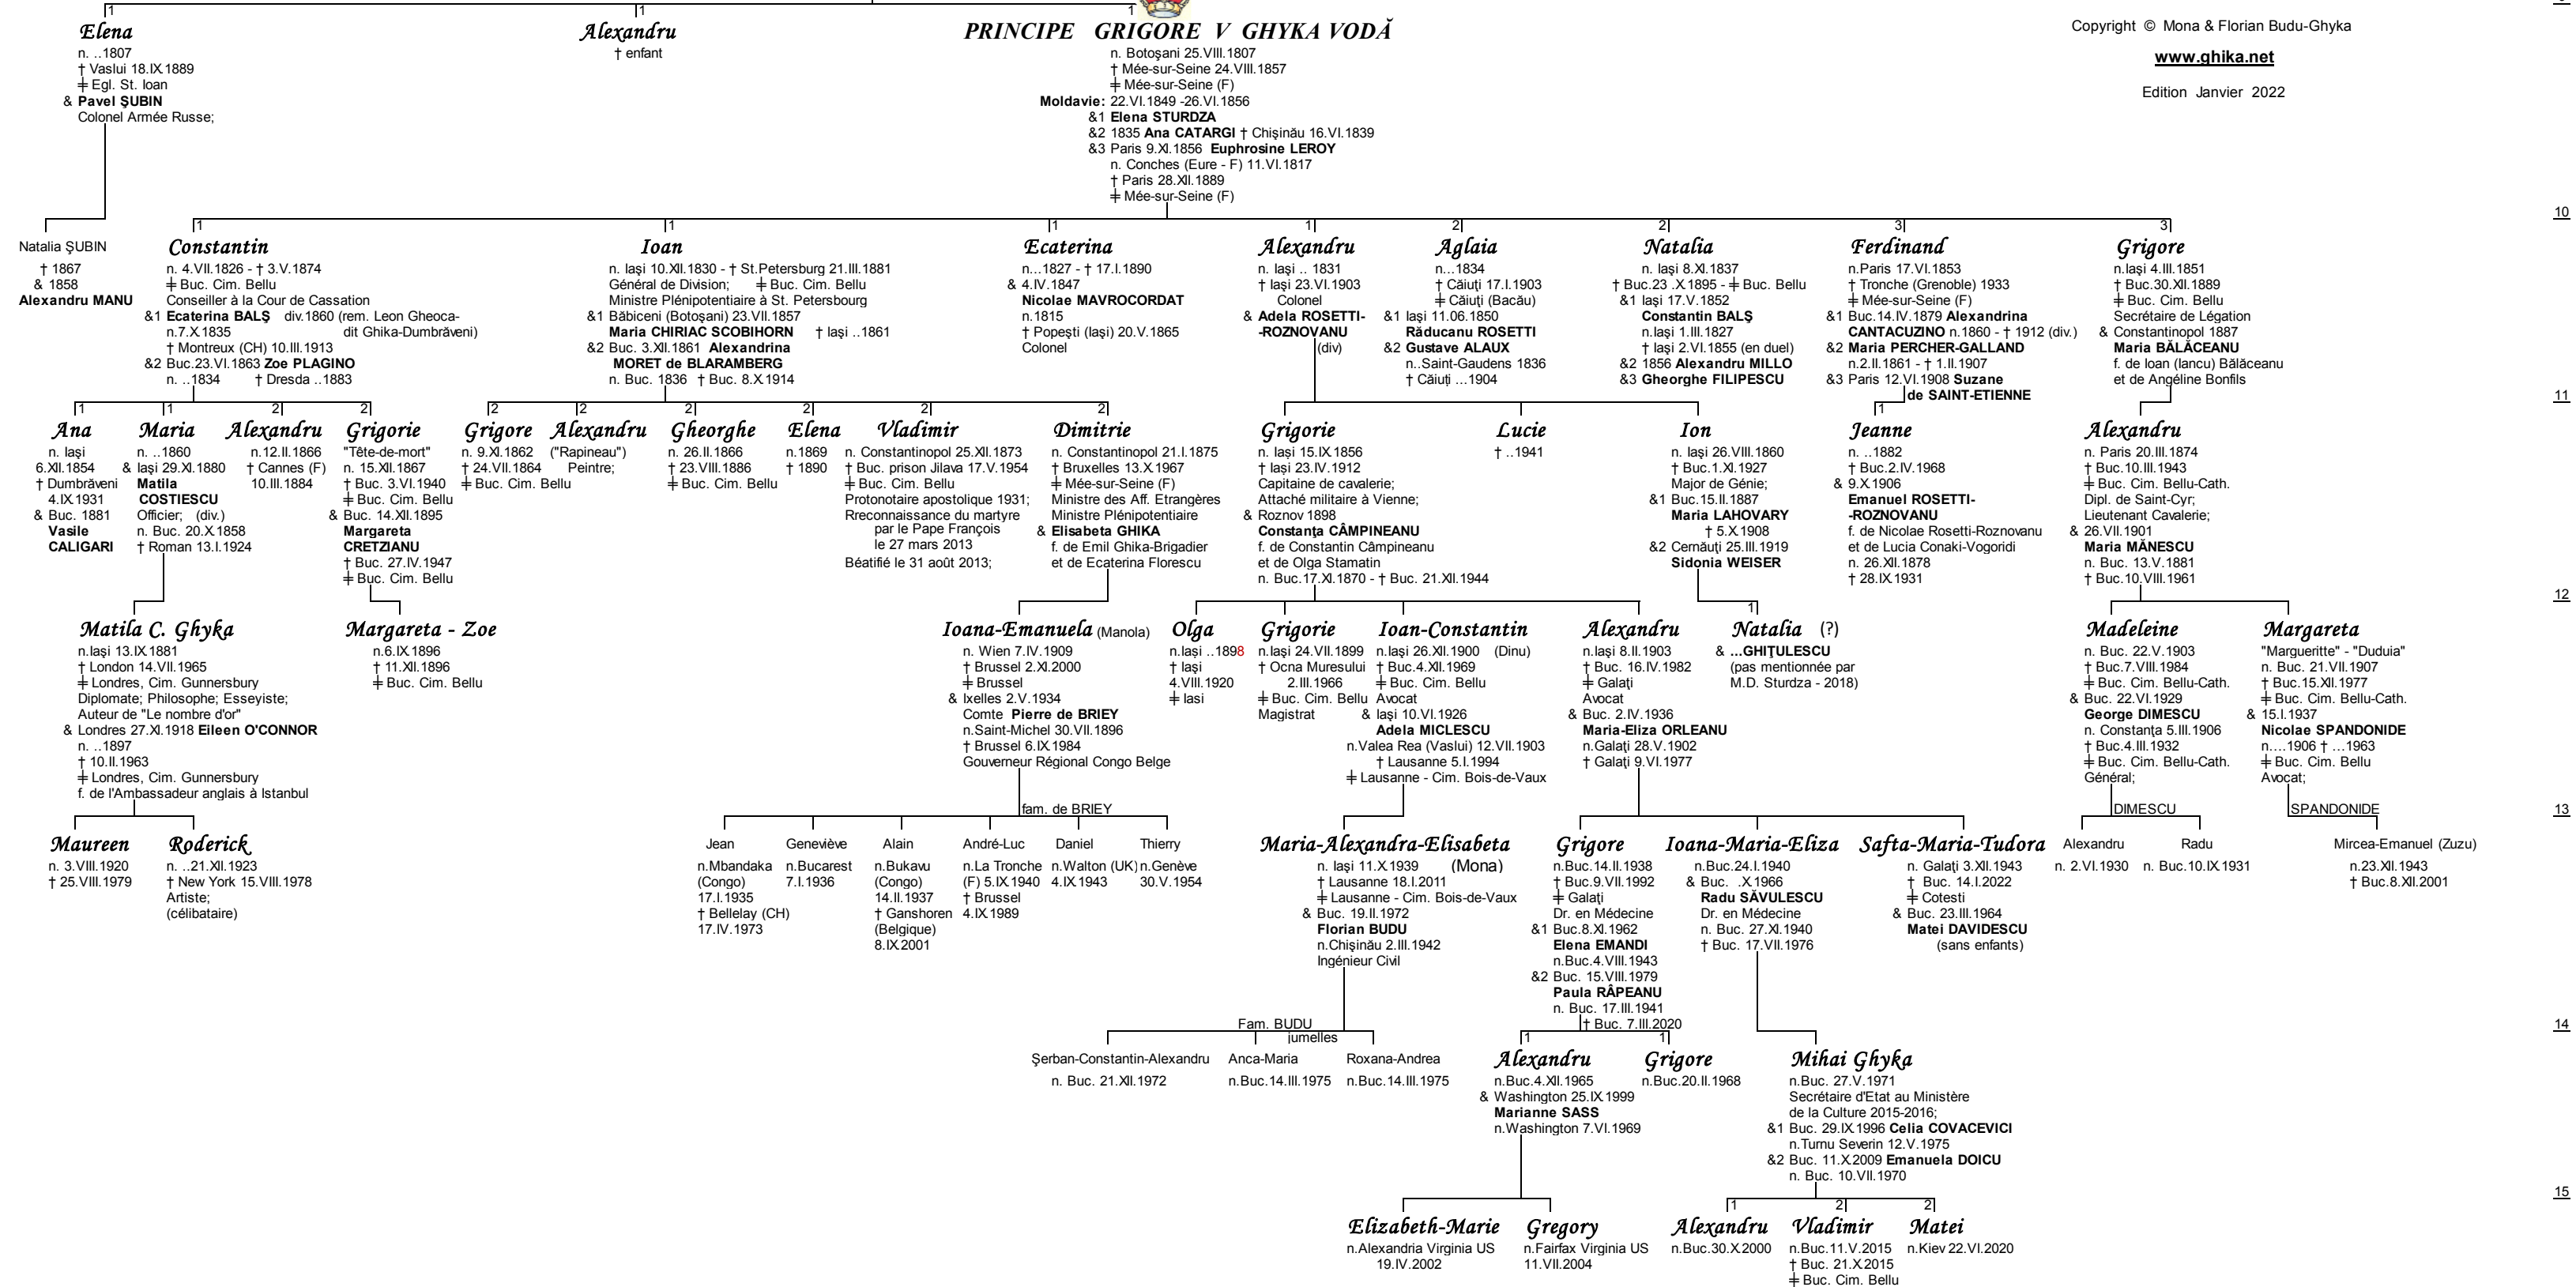 1
1
1
Elena
n. ..1807
† Vaslui 18.IX.1889
ǂ Egl. St. Ioan
& Pavel ŞUBIN
Colonel Armée Russe;
Alexandru
† enfant
PRINCIPE GRIGORE V GHYKA VODĂ
n. Botoşani 25.VIII.1807
† Mée-sur-Seine 24.VIII.1857
ǂ Mée-sur-Seine (F)
Moldavie: 22.VI.1849 -26.VI.1856
&1 Elena STURDZA
&2 1835 Ana CATARGI † Chişinău 16.VI.1839
&3 Paris 9.XI.1856 Euphrosine LEROY
n. Conches (Eure - F) 11.VI.1817
† Paris 28.XII.1889
ǂ Mée-sur-Seine (F)
Copyright © Mona & Florian Budu-Ghyka
www.ghika.net
Edition Janvier 2022
10
Natalia ŞUBIN
† 1867
& 1858
Alexandru MANU
1
Constantin
n. 4.VII.1826 - † 3.V.1874
ǂ Buc. Cim. Bellu
Conseiller à la Cour de Cassation
&1 Ecaterina BALŞ div.1860 (rem. Leon Gheoca-
n.7.X.1835 dit Ghika-Dumbrăveni)
† Montreux (CH) 10.III.1913
&2 Buc.23.VI.1863 Zoe PLAGINO
n. ..1834 † Dresda ..1883
1
Ioan
n. Iaşi 10.XII.1830 - † St.Petersburg 21.III.1881
Général de Division; ǂ Buc. Cim. Bellu
Ministre Plénipotentiaire à St. Petersbourg
&1 Băbiceni (Botoşani) 23.VII.1857
Maria CHIRIAC SCOBIHORN † Iaşi ..1861
&2 Buc. 3.XII.1861 Alexandrina
MORET de BLARAMBERG
n. Buc. 1836 † Buc. 8.X.1914
1
Ecaterina
n...1827 - † 17.I.1890
& 4.IV.1847
Nicolae MAVROCORDAT
n.1815
† Popeşti (Iaşi) 20.V.1865
Colonel
1
Alexandru
n. Iaşi .. 1831
† Iaşi 23.VI.1903
Colonel
& Adela ROSETTI-
-ROZNOVANU
(div)
2
Aglaia
n...1834
† Căiuţi 17.I.1903
ǂ Căiuţi (Bacău)
&1 Iaşi 11.06.1850
Răducanu ROSETTI
&2 Gustave ALAUX
n..Saint-Gaudens 1836
† Căiuţi ...1904
2
Natalia
n. Iaşi 8.XI.1837
† Buc.23 .X.1895 - ǂ Buc. Bellu
&1 Iaşi 17.V.1852
Constantin BALŞ
n.Iaşi 1.III.1827
† Iaşi 2.VI.1855 (en duel)
&2 1856 Alexandru MILLO
&3 Gheorghe FILIPESCU
3
Ferdinand
n.Paris 17.VI.1853
† Tronche (Grenoble) 1933
ǂ Mée-sur-Seine (F)
&1 Buc.14.IV.1879 Alexandrina
CANTACUZINO n.1860 - † 1912 (div.)
&2 Maria PERCHER-GALLAND
n.2.II.1861 - † 1.II.1907
&3 Paris 12.VI.1908 Suzane
de SAINT-ETIENNE
3
Grigore
n.Iaşi 4.III.1851
† Buc.30.XII.1889
ǂ Buc. Cim. Bellu
Secrétaire de Légation
& Constantinopol 1887
Maria BĂLĂCEANU
f. de Ioan (Iancu) Bălăceanu
et de Angéline Bonfils
11
1
Ana
n. Iaşi
6.XII.1854
† Dumbrăveni
4.IX.1931
& Buc. 1881
Vasile
CALIGARI
1
Maria
n. ..1860
& Iaşi 29.XI.1880
Matila
COSTIESCU
Officier; (div.)
n. Buc. 20.X.1858
† Roman 13.I.1924
2
Alexandru
n.12.II.1866
† Cannes (F)
10.III.1884
2
Grigorie
"Tête-de-mort"
n. 15.XII.1867
† Buc. 3.VI.1940
ǂ Buc. Cim. Bellu
& Buc. 14.XII.1895
Margareta
CRETZIANU
† Buc. 27.IV.1947
ǂ Buc. Cim. Bellu
2
Grigore
n. 9.XI.1862
† 24.VII.1864
ǂ Buc. Cim. Bellu
2
Alexandru
("Rapineau")
Peintre;
2
Gheorghe
n. 26.II.1866
† 23.VIII.1886
ǂ Buc. Cim. Bellu
2
Elena
n.1869
† 1890
2
Vladimir
n. Constantinopol 25.XII.1873
† Buc. prison Jilava 17.V.1954
ǂ Buc. Cim. Bellu
Protonotaire apostolique 1931;
Rreconnaissance du martyre
par le Pape François
le 27 mars 2013
Béatifié le 31 août 2013;
2
Dimitrie
n. Constantinopol 21.I.1875
† Bruxelles 13.X.1967
ǂ Mée-sur-Seine (F)
Ministre des Aff. Etrangères
Ministre Plénipotentiaire
& Elisabeta GHIKA
f. de Emil Ghika-Brigadier
et de Ecaterina Florescu
Grigorie
n. Iaşi 15.IX.1856
† Iaşi 23.IV.1912
Capitaine de cavalerie;
Attaché militaire à Vienne;
& Roznov 1898
Constanţa CÂMPINEANU
f. de Constantin Câmpineanu
et de Olga Stamatin
n. Buc.17.XI.1870 - † Buc. 21.XII.1944
Lucie
† ..1941
Ion
n. Iaşi 26.VIII.1860
† Buc.1.XI.1927
Major de Génie;
&1 Buc.15.II.1887
Maria LAHOVARY
† 5.X.1908
&2 Cernăuţi 25.III.1919
Sidonia WEISER
1
Jeanne
n. ..1882
† Buc.2.IV.1968
& 9.X.1906
Emanuel ROSETTI-
-ROZNOVANU
f. de Nicolae Rosetti-Roznovanu
et de Lucia Conaki-Vogoridi
n. 26.XII.1878
† 28.IX.1931
Alexandru
n. Paris 20.III.1874
† Buc.10.III.1943
ǂ Buc. Cim. Bellu-Cath.
Dipl. de Saint-Cyr;
Lieutenant Cavalerie;
& 26.VII.1901
Maria MĂNESCU
n. Buc. 13.V.1881
† Buc.10.VIII.1961
12
Matila C. Ghyka
n.Iaşi 13.IX.1881
† London 14.VII.1965
ǂ Londres, Cim. Gunnersbury
Diplomate; Philosophe; Esseyiste;
Auteur de "Le nombre d'or"
& Londres 27.XI.1918 Eileen O'CONNOR
n. ..1897
† 10.II.1963
ǂ Londres, Cim. Gunnersbury
f. de l'Ambassadeur anglais à Istanbul
Margareta - Zoe
n.6.IX.1896
† 11.XII.1896
ǂ Buc. Cim. Bellu
Ioana-Emanuela (Manola)
n. Wien 7.IV.1909
† Brussel 2.XI.2000
ǂ Brussel
& Ixelles 2.V.1934
Comte Pierre de BRIEY
n.Saint-Michel 30.VII.1896
† Brussel 6.IX.1984
Gouverneur Régional Congo Belge
Olga
n.Iaşi ..1898
† Iaşi
4.VIII.1920
ǂ Iasi
Grigorie
n.Iaşi 24.VII.1899
† Ocna Muresului
2.III.1966
ǂ Buc. Cim. Bellu
Magistrat
Ioan-Constantin
n.Iaşi 26.XII.1900 (Dinu)
† Buc.4.XII.1969
ǂ Buc. Cim. Bellu
Avocat
& Iaşi 10.VI.1926
Adela MICLESCU
n.Valea Rea (Vaslui) 12.VII.1903
† Lausanne 5.I.1994
ǂ Lausanne - Cim. Bois-de-Vaux
Alexandru
n.Iaşi 8.II.1903
† Buc. 16.IV.1982
ǂ Galaţi
Avocat
& Buc. 2.IV.1936
Maria-Eliza ORLEANU
n.Galaţi 28.V.1902
† Galaţi 9.VI.1977
1
Natalia (?)
& ...GHIŢULESCU
(pas mentionnée par
M.D. Sturdza - 2018)
Madeleine
n. Buc. 22.V.1903
† Buc.7.VIII.1984
ǂ Buc. Cim. Bellu-Cath.
& Buc. 22.VI.1929
George DIMESCU
n. Constanţa 5.III.1906
† Buc.4.III.1932
ǂ Buc. Cim. Bellu-Cath.
Général;
Margareta
"Margueritte" - "Duduia"
n. Buc. 21.VII.1907
† Buc.15.XII.1977
ǂ Buc. Cim. Bellu-Cath.
& 15.I.1937
Nicolae SPANDONIDE
n....1906 † ...1963
ǂ Buc. Cim. Bellu
Avocat;
13
Maureen
n. 3.VIII.1920
† 25.VIII.1979
Roderick
n. ..21.XII.1923
† New York 15.VIII.1978
Artiste;
(célibataire)
fam. de BRIEY
Jean
n.Mbandaka
(Congo)
17.I.1935
† Bellelay (CH)
17.IV.1973
Geneviève
n.Bucarest
7.I.1936
Alain
n.Bukavu
(Congo)
14.II.1937
† Ganshoren
(Belgique)
8.IX.2001
André-Luc
n.La Tronche
(F) 5.IX.1940
† Brussel
4.IX.1989
Daniel
n.Walton (UK)
4.IX.1943
Thierry
n.Genève
30.V.1954
Maria-Alexandra-Elisabeta
n. Iaşi 11.X.1939 (Mona)
† Lausanne 18.I.2011
ǂ Lausanne - Cim. Bois-de-Vaux
& Buc. 19.II.1972
Florian BUDU
n.Chişinău 2.III.1942
Ingénieur Civil
Grigore
n.Buc.14.II.1938
† Buc.9.VII.1992
ǂ Galaţi
Dr. en Médecine
&1 Buc.8.XI.1962
Elena EMANDI
n.Buc.4.VIII.1943
&2 Buc. 15.VIII.1979
Paula RÂPEANU
n. Buc. 17.III.1941
† Buc. 7.III.2020
Ioana-Maria-Eliza
n.Buc.24.I.1940
& Buc. .X.1966
Radu SĂVULESCU
Dr. en Médecine
n. Buc. 27.XI.1940
† Buc. 17.VII.1976
Safta-Maria-Tudora
n. Galaţi 3.XII.1943
† Buc. 14.I.2022
ǂ Cotesti
& Buc. 23.III.1964
Matei DAVIDESCU
(sans enfants)
DIMESCU
Alexandru
n. 2.VI.1930
Radu
n. Buc.10.IX.1931
SPANDONIDE
Mircea-Emanuel (Zuzu)
n.23.XII.1943
† Buc.8.XII.2001
14
Fam. BUDU
jumelles
Şerban-Constantin-Alexandru
n. Buc. 21.XII.1972
Anca-Maria
n.Buc.14.III.1975
Roxana-Andrea
n.Buc.14.III.1975
1
Alexandru
n.Buc.4.XII.1965
& Washington 25.IX.1999
Marianne SASS
n.Washington 7.VI.1969
1
Grigore
n.Buc.20.II.1968
Mihai Ghyka
n.Buc. 27.V.1971
Secrétaire d'Etat au Ministère
de la Culture 2015-2016;
&1 Buc. 29.IX.1996 Celia COVACEVICI
n.Turnu Severin 12.V.1975
&2 Buc. 11.X.2009 Emanuela DOICU
n. Buc. 10.VII.1970
15
Elizabeth-Marie
n.Alexandria Virginia US
19.IV.2002
Gregory
n.Fairfax Virginia US
11.VII.2004
1
Alexandru
n.Buc.30.X.2000
2
Vladimir
n.Buc.11.V.2015
† Buc. 21.X.2015
ǂ Buc. Cim. Bellu
2
Matei
n.Kiev 22.VI.2020